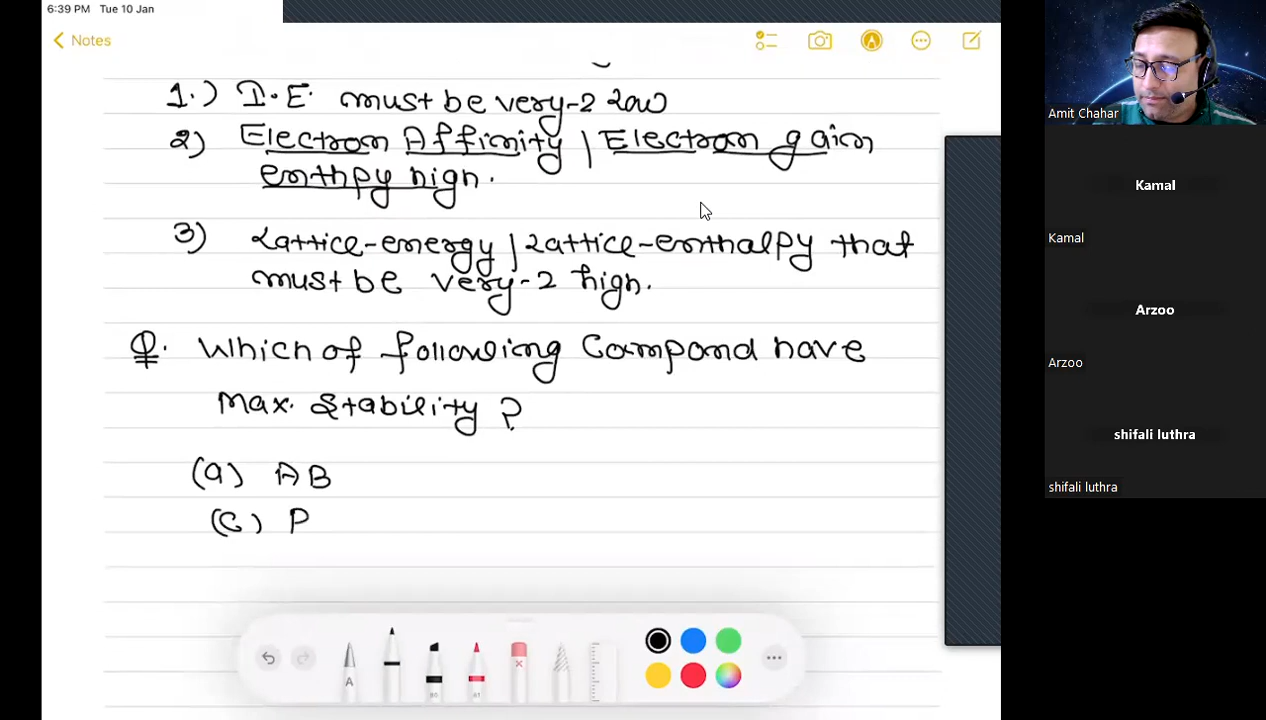 6:39 PM Tue 10 Jan
Notes
1.) I.E. must be very-2 low
2) Electron Affinity | Electron gain
enthpy high.
3) Lattice-energy | Lattice-enthalpy that
must be very-2 high.
Q. Which of following Compond have
Max. Stability ?
(a) AB
(C) P
A
80
Amit Chahar
Kamal
Kamal
Arzoo
Arzoo
shifali luthra
shifali luthra